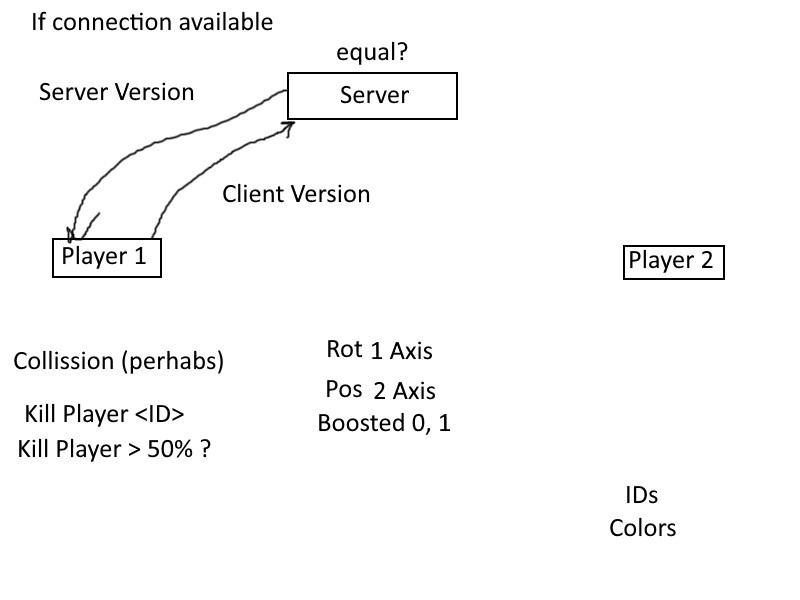 If connection available
equal?
Server Version
Server
Client Version
Player 1
Player 2
Collission (perhabs)
Kill Player <ID>
Kill Player > 50% ?
Rot 1 Axis
Pos 2 Axis
Boosted 0, 1
IDs
Colors